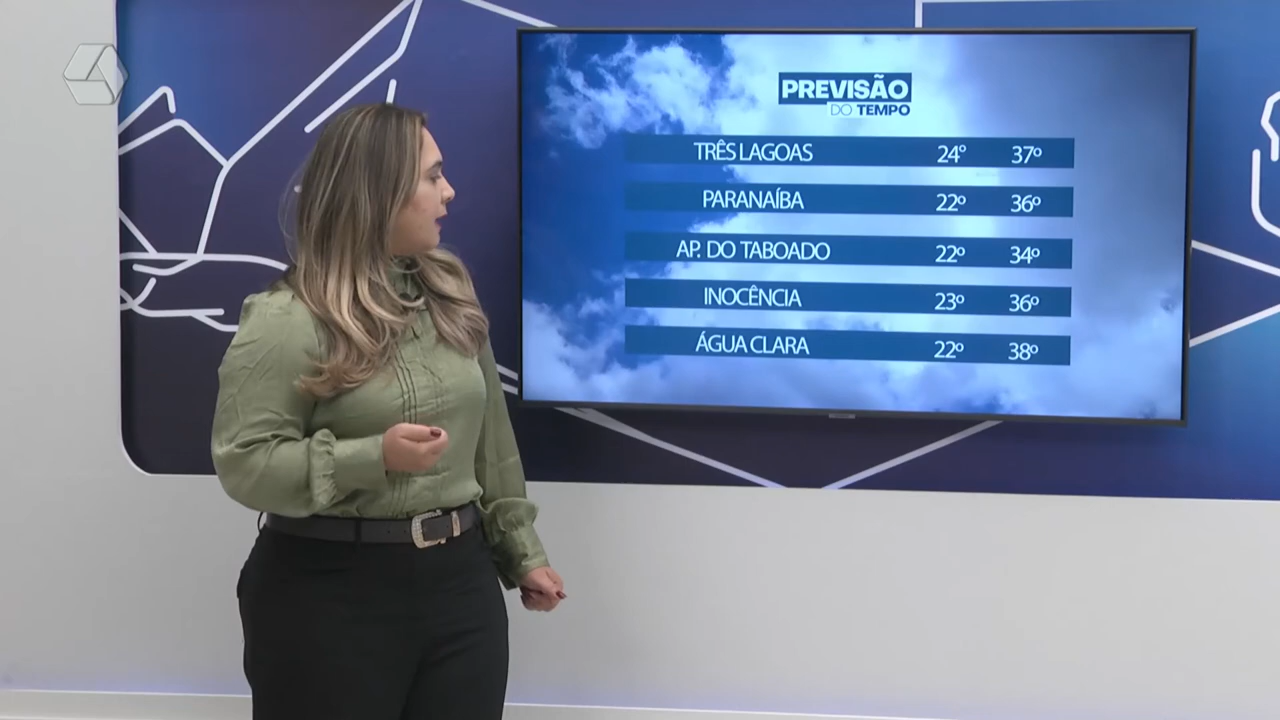 PREVISÃO
DO TEMPO
TRÊS LAGOAS 24° 37º
PARANAÍBA 22º 36º
AP. DO TABOADO 22º 34º
INOCÊNCIA 23º 36º
ÁGUA CLARA 22º 38º